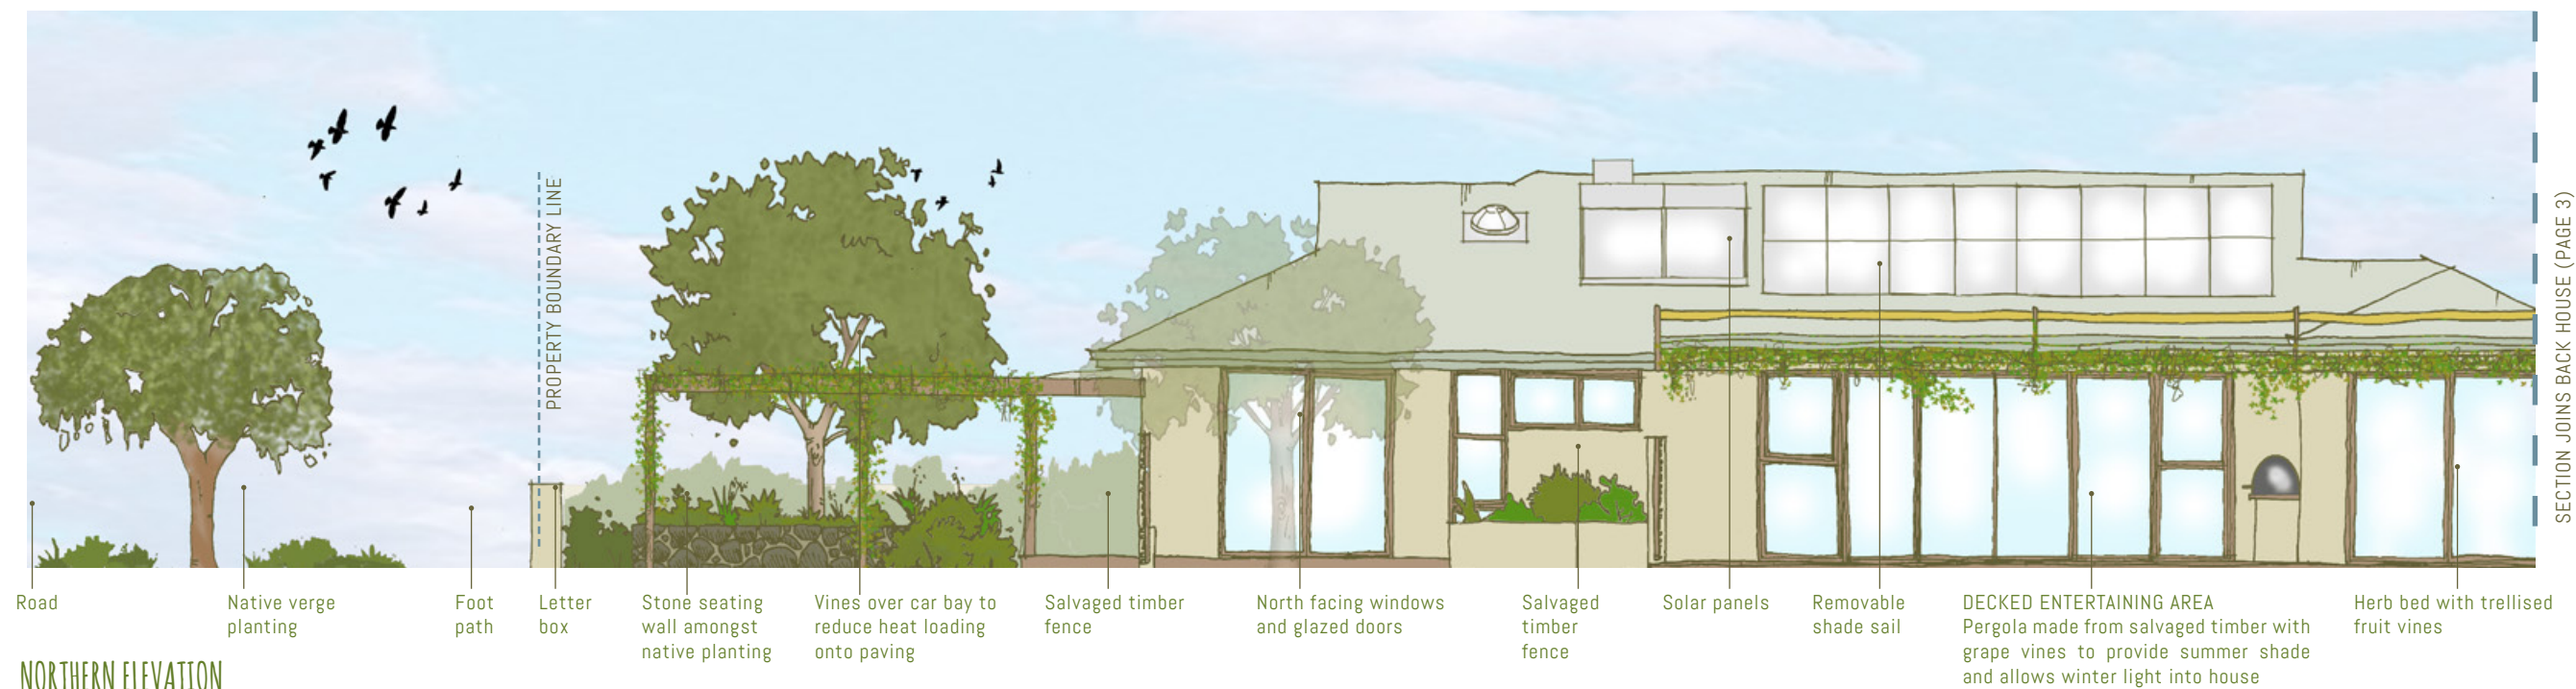 PROPERTY BOUNDARY LINE
SECTION JOINS BACK HOUSE (PAGE 3)
Road
Native verge
planting
Foot
path
Letter
box
Stone seating
wall amongst
native planting
Vines over car bay to
reduce heat loading
onto paving
Salvaged timber
fence
North facing windows
and glazed doors
Salvaged
timber
fence
Solar panels
Removable
shade sail
DECKED ENTERTAINING AREA
Pergola made from salvaged timber with
grape vines to provide summer shade
and allows winter light into house
Herb bed with trellised
fruit vines
NORTHERN ELEVATION